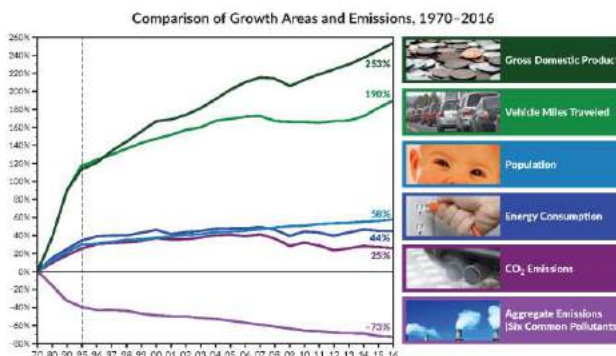 Comparison of Growth Areas and Emissions, 1970–2016
260%
240%
220%
200%
180%
160%
140%
120%
100%
80%
60%
40%
20%
0%
-20%
-40%
-60%
-80%
253%
190%
58%
44%
25%
-73%
70 80 90 95 96 97 98 99 00 01 02 03 04 05 06 07 08 09 10 11 12 13 14 15 16
Gross Domestic Produc
Vehicle Miles Traveled
Population
Energy Consumption
CO₂ Emissions
Aggregate Emissions
(Six Common Pollutants